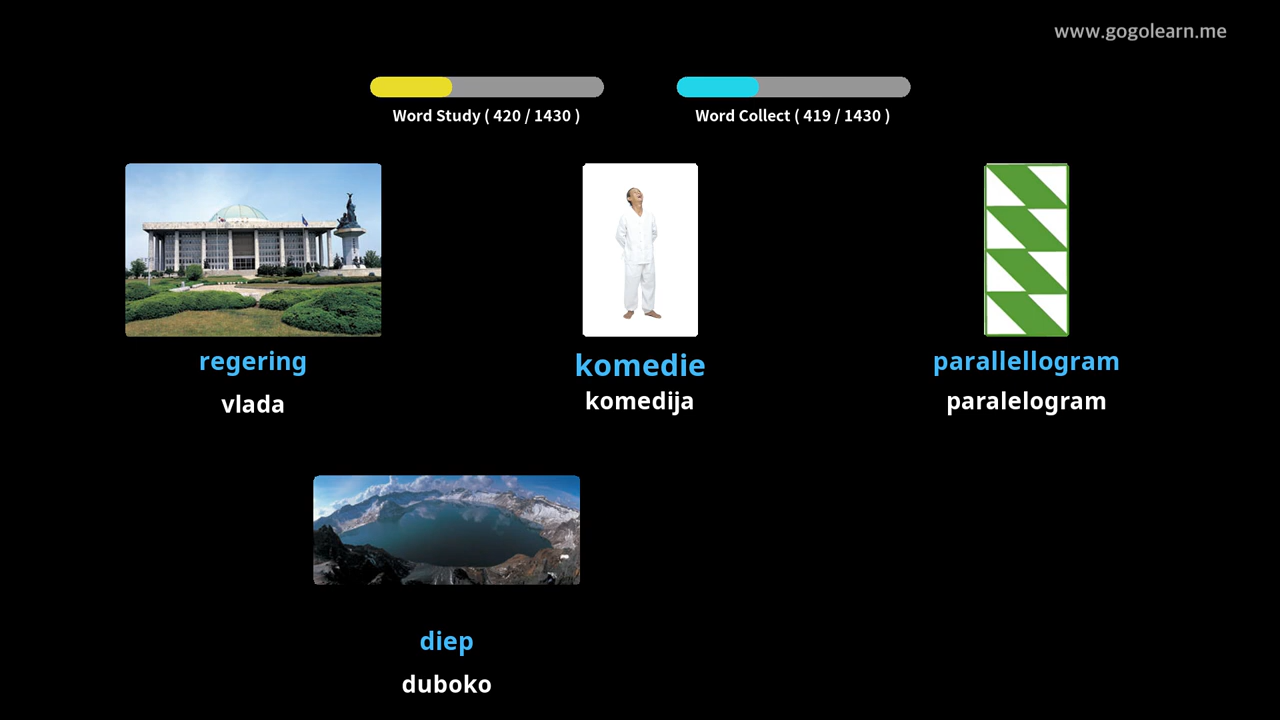 www.gogolearn.me
Word Study ( 420 / 1430 )
Word Collect ( 419 / 1430 )
regering
komedie
parallellogram
vlada
komedija
paralelogram
diep
duboko